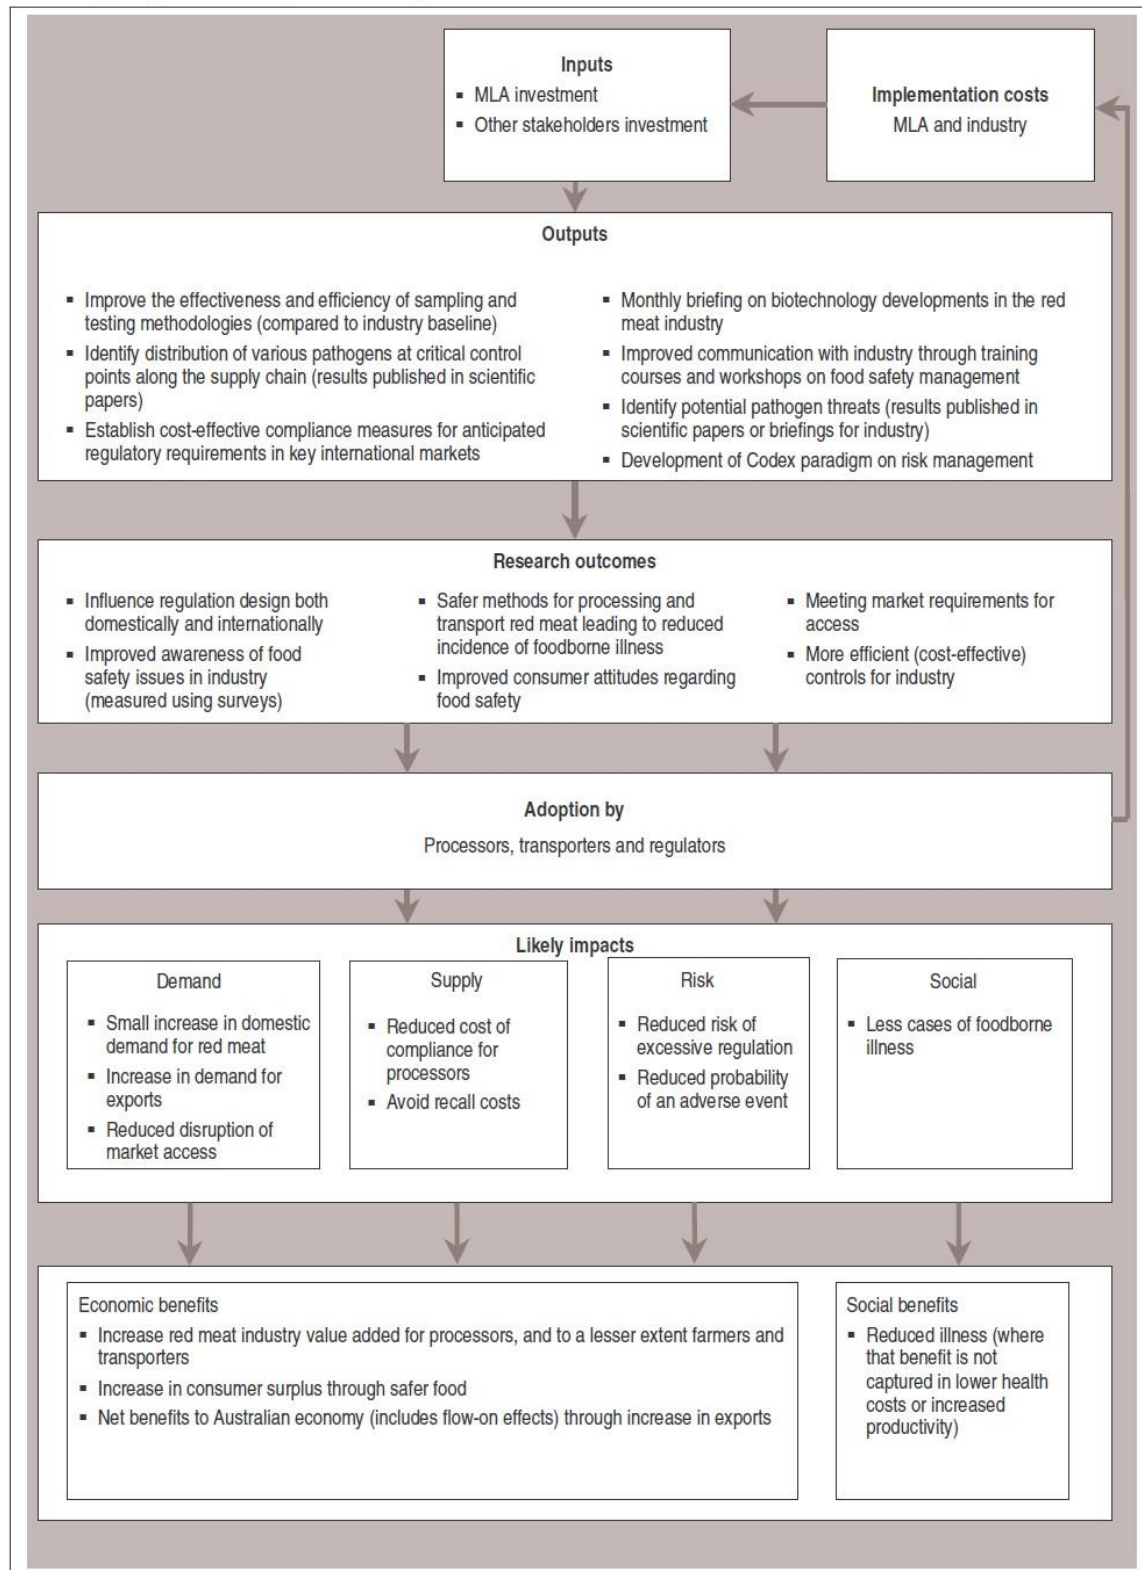 Inputs
▪ MLA investment
▪ Other stakeholders investment
Implementation costs
MLA and industry
Outputs
▪ Improve the effectiveness and efficiency of sampling and
testing methodologies (compared to industry baseline)
▪ Identify distribution of various pathogens at critical control
points along the supply chain (results published in scientific
papers)
▪ Establish cost-effective compliance measures for anticipated
regulatory requirements in key international markets
▪ Monthly briefing on biotechnology developments in the red
meat industry
▪ Improved communication with industry through training
courses and workshops on food safety management
▪ Identify potential pathogen threats (results published in
scientific papers or briefings for industry)
▪ Development of Codex paradigm on risk management
Research outcomes
▪ Influence regulation design both
domestically and internationally
▪ Improved awareness of food
safety issues in industry
(measured using surveys)
▪ Safer methods for processing and
transport red meat leading to reduced
incidence of foodborne illness
▪ Improved consumer attitudes regarding
food safety
▪ Meeting market requirements for
access
▪ More efficient (cost-effective)
controls for industry
Adoption by
Processors, transporters and regulators
Likely impacts
Demand
▪ Small increase in domestic
demand for red meat
▪ Increase in demand for
exports
▪ Reduced disruption of
market access
Supply
▪ Reduced cost of
compliance for
processors
▪ Avoid recall costs
Risk
▪ Reduced risk of
excessive regulation
▪ Reduced probability
of an adverse event
Social
▪ Less cases of foodborne
illness
Economic benefits
▪ Increase red meat industry value added for processors, and to a lesser extent farmers and
transporters
▪ Increase in consumer surplus through safer food
▪ Net benefits to Australian economy (includes flow-on effects) through increase in exports
Social benefits
▪ Reduced illness (where
that benefit is not
captured in lower health
costs or increased
productivity)